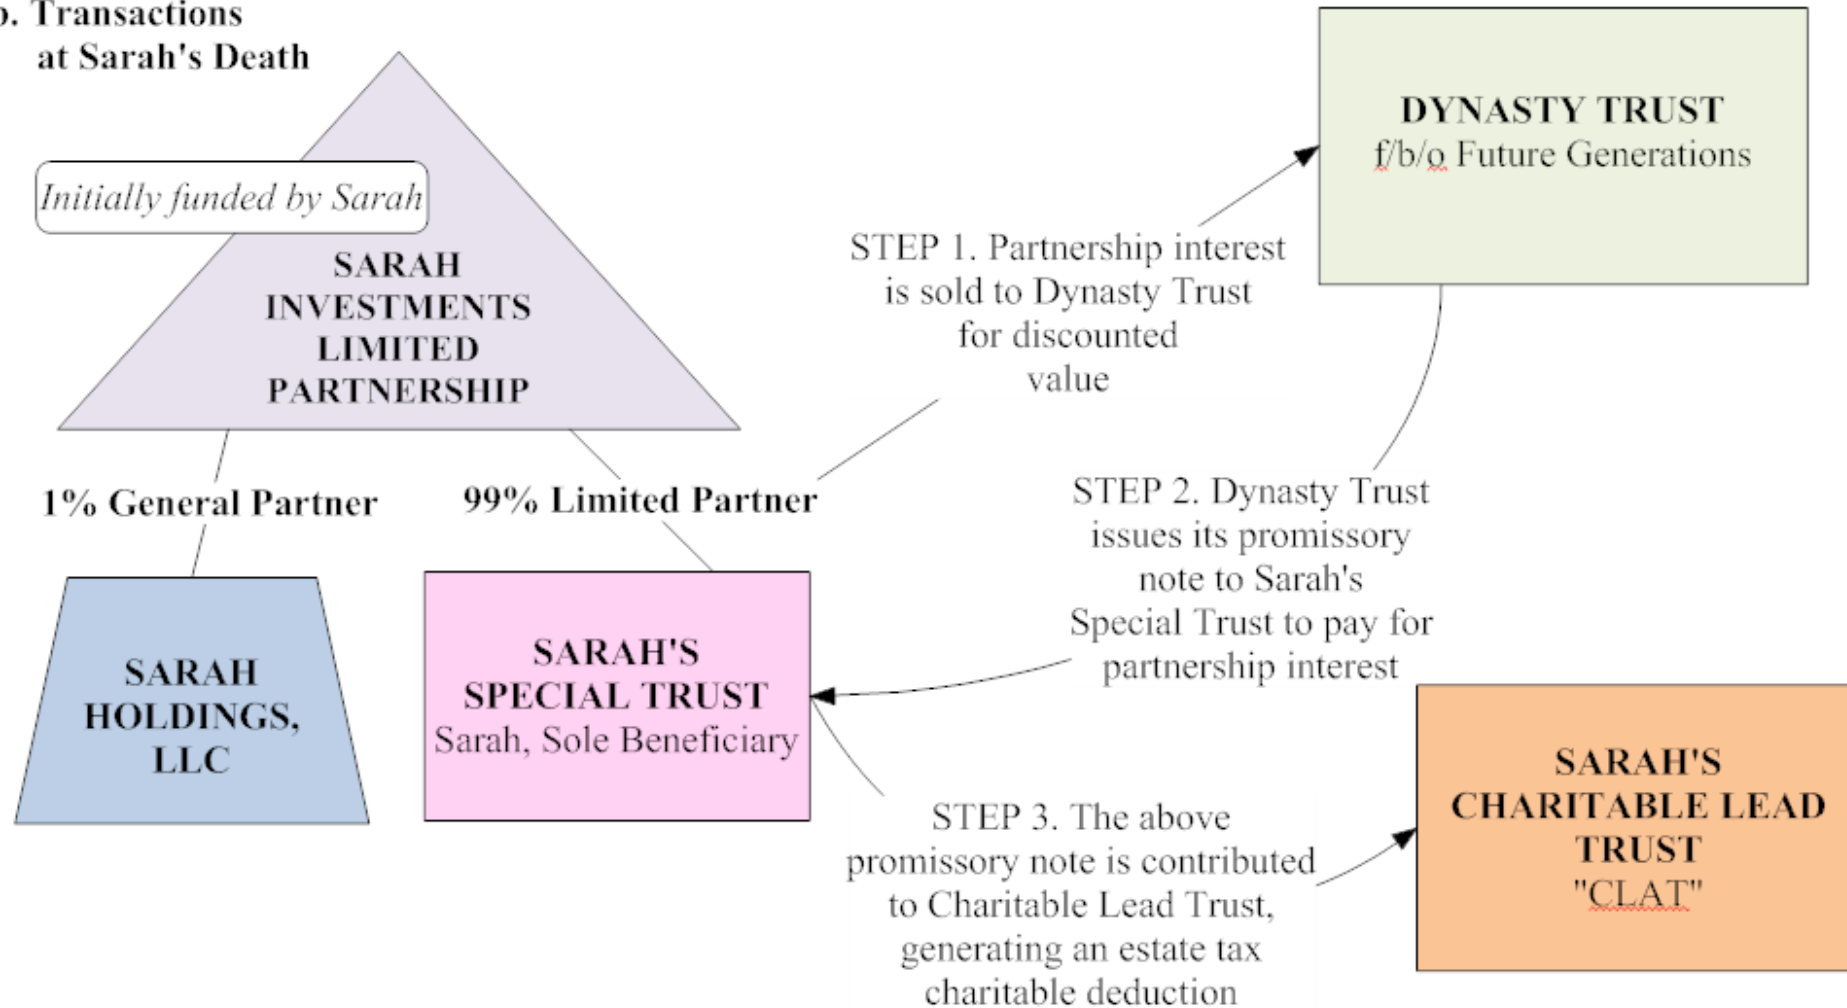 b. Transactions
at Sarah's Death
Initially funded by Sarah
SARAH
INVESTMENTS
LIMITED
PARTNERSHIP
DYNASTY TRUST
f/b/o Future Generations
STEP 1. Partnership interest
is sold to Dynasty Trust
for discounted
value
1% General Partner
99% Limited Partner
STEP 2. Dynasty Trust
issues its promissory
note to Sarah's
Special Trust to pay for
partnership interest
SARAH
HOLDINGS,
LLC
SARAH'S
SPECIAL TRUST
Sarah, Sole Beneficiary
STEP 3. The above
promissory note is contributed
to Charitable Lead Trust,
generating an estate tax
charitable deduction
SARAH'S
CHARITABLE LEAD
TRUST
"CLAT"